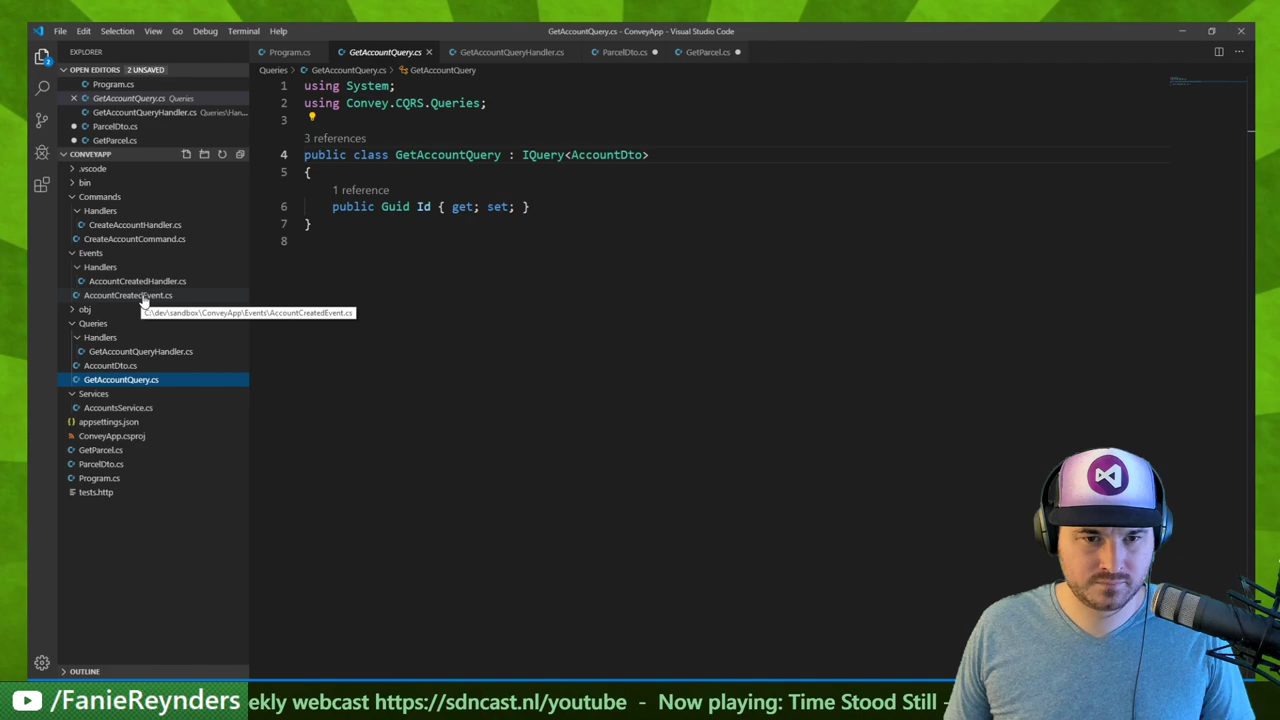 File Edit Selection View Go Debug Terminal Help
GetAccountQuery.cs - ConveyApp - Visual Studio Code
EXPLORER
Program.cs
GetAccountQuery.cs
GetAccountQueryHandler.cs
ParcelDto.cs
GetParcel.cs
OPEN EDITORS 2 UNSAVED
Program.cs
GetAccountQuery.cs Queries
GetAccountQueryHandler.cs Queries\Han...
ParcelDto.cs
GetParcel.cs
CONVEYAPP
.vscode
bin
Commands
Handlers
CreateAccountHandler.cs
CreateAccountCommand.cs
Events
Handlers
AccountCreatedHandler.cs
AccountCreatedEvent.cs
C:\dev\sandbox\ConveyApp\Events\AccountCreatedEvent.cs
obj
Queries
Handlers
GetAccountQueryHandler.cs
AccountDto.cs
GetAccountQuery.cs
Services
AccountsService.cs
appsettings.json
ConveyApp.csproj
GetParcel.cs
ParcelDto.cs
Program.cs
tests.http
OUTLINE
Queries > GetAccountQuery.cs > GetAccountQuery
1 using System;
2 using Convey.CQRS.Queries;
3
3 references
4 public class GetAccountQuery : IQuery<AccountDto>
5 {
1 reference
6 public Guid Id { get; set; }
7 }
8
/FanieReynders
eekly webcast https://sdncast.nl/youtube - Now playing: Time Stood Still -